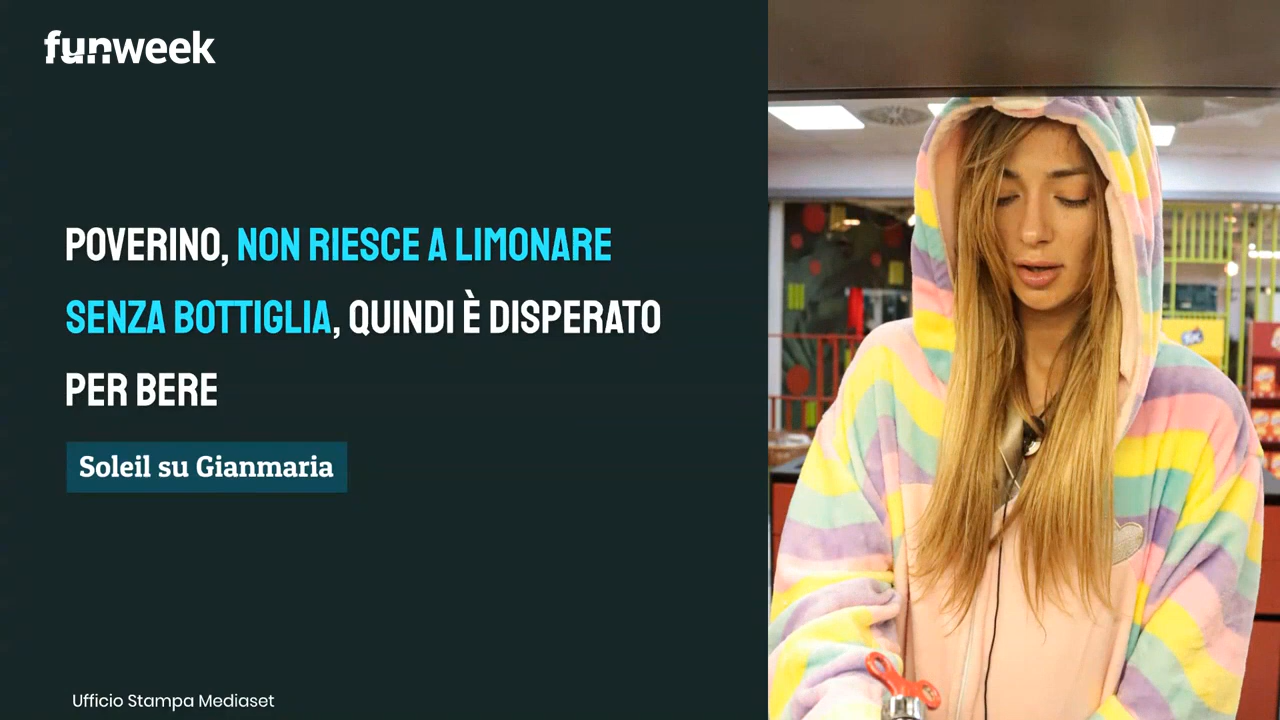 funweek
POVERINO, NON RIESCE A LIMONARE
SENZA BOTTIGLIA, QUINDI È DISPERATO
PER BERE
Soleil su Gianmaria
Ufficio Stampa Mediaset